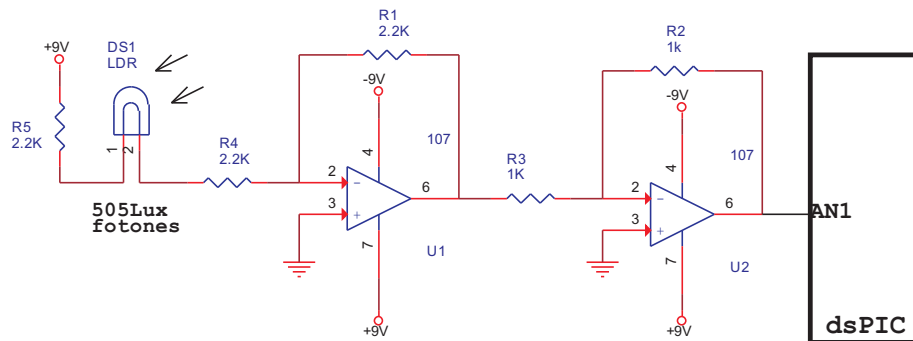 +9V
R5
2.2K
DS1
LDR
1
2
505Lux
fotones
R4
2.2K
R1
2.2K
-9V
4
107
2
-
3
+
6
7
U1
+9V
R3
1K
R2
1k
-9V
4
107
2
-
3
+
6
7
U2
+9V
AN1
dsPIC